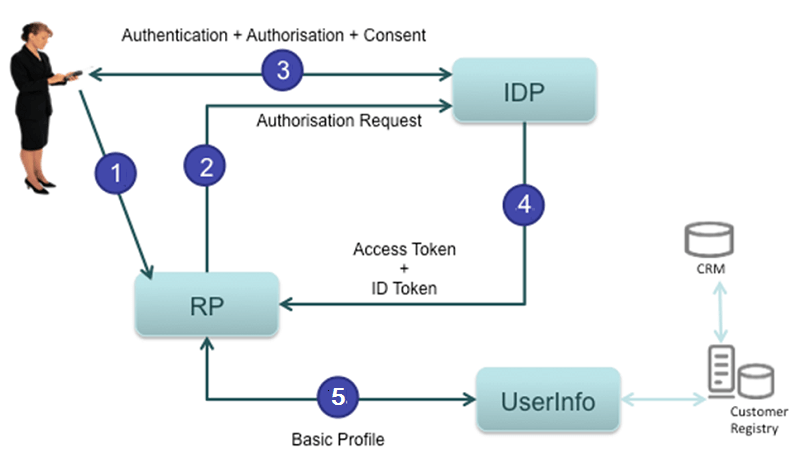 Authentication + Authorisation + Consent
3
IDP
Authorisation Request
2
1
4
Access Token
+
ID Token
CRM
RP
5.
UserInfo
Customer
Registry
Basic Profile